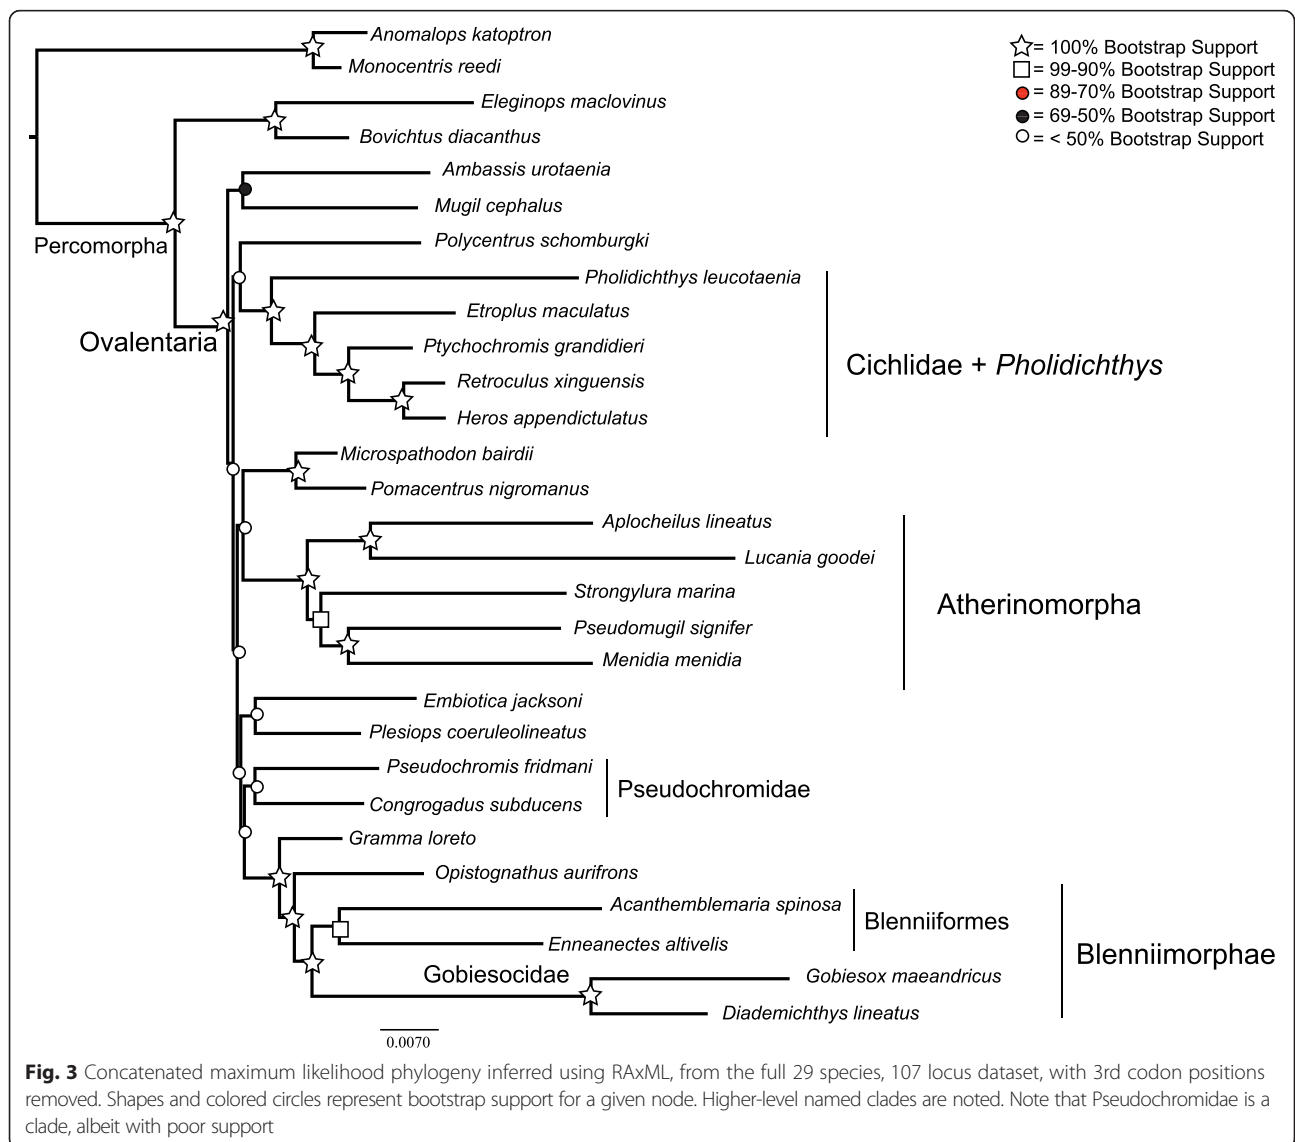 Anomalops katoptron
Monocentris reedi
= 100% Bootstrap Support
= 99-90% Bootstrap Support
= 89-70% Bootstrap Support
= 69-50% Bootstrap Support
= < 50% Bootstrap Support
Eleginops maclovinus
Bovichtus diacanthus
Ambassis urotaenia
Mugil cephalus
Percomorpha
Polycentrus schomburgki
Pholidichthys leucotaenia
Etroplus maculatus
Ovalentaria
Ptychochromis grandidieri
Cichlidae + Pholidichthys
Retroculus xinguensis
Heros appendictulatus
Microspathodon bairdii
Pomacentrus nigromanus
Aplocheilus lineatus
Lucania goodei
Strongylura marina
Atherinomorpha
Pseudomugil signifer
Menidia menidia
Embiotica jacksoni
Plesiops coeruleolineatus
Pseudochromis fridmani
Pseudochromidae
Congrogadus subducens
Gramma loreto
Opistognathus aurifrons
Acanthemblemaria spinosa
Blenniiformes
Enneanectes altivelis
Blenniimorphae
Gobiesocidae
Gobiesox maeandricus
Diademichthys lineatus
0.0070
Fig. 3 Concatenated maximum likelihood phylogeny inferred using RAxML, from the full 29 species, 107 locus dataset, with 3rd codon positions
removed. Shapes and colored circles represent bootstrap support for a given node. Higher-level named clades are noted. Note that Pseudochromidae is a
clade, albeit with poor support